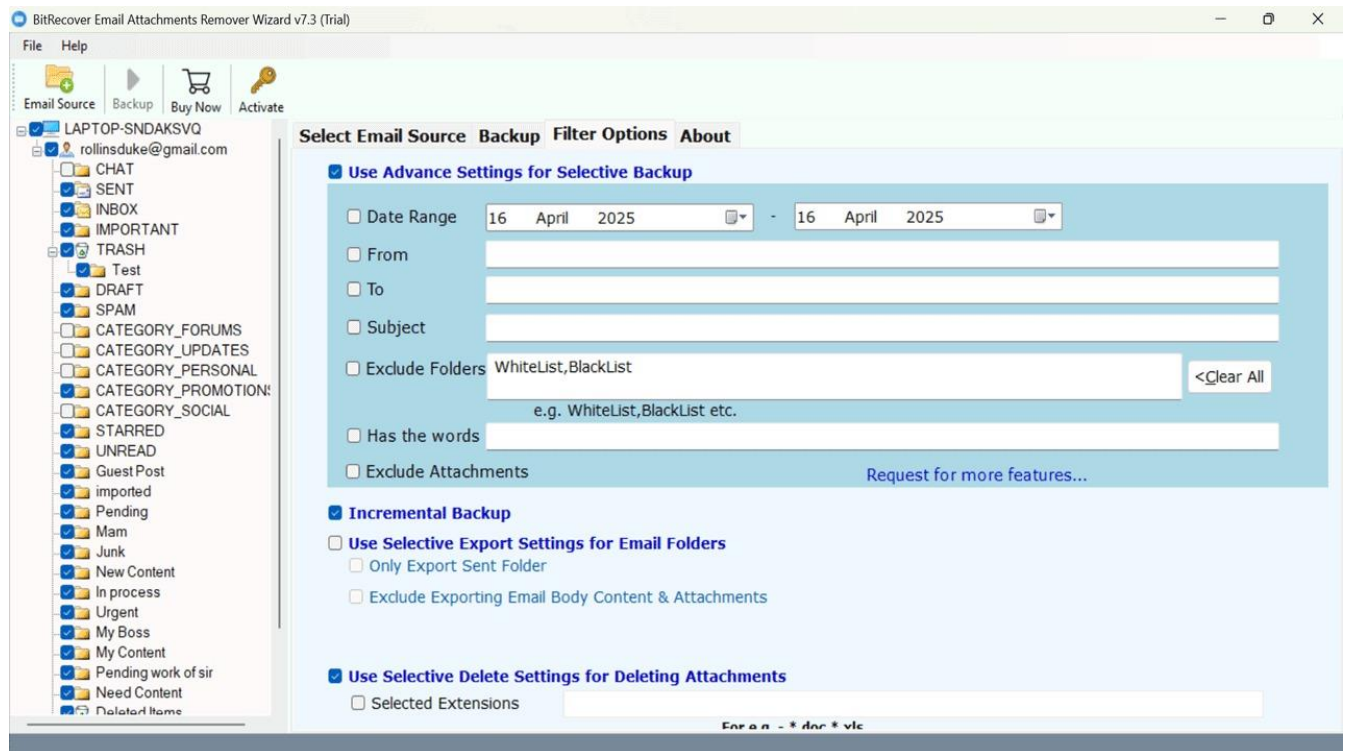 BitRecover Email Attachments Remover Wizard v7.3 (Trial)
File Help
Email Source Backup Buy Now Activate
LAPTOP-SNDAKSVQ
rollinsduke@gmail.com
CHAT
SENT
INBOX
IMPORTANT
TRASH
Test
DRAFT
SPAM
CATEGORY_FORUMS
CATEGORY_UPDATES
CATEGORY_PERSONAL
CATEGORY_PROMOTIONS
CATEGORY_SOCIAL
STARRED
UNREAD
Guest Post
imported
Pending
Mam
Junk
New Content
In process
Urgent
My Boss
My Content
Pending work of sir
Need Content
Deleted Items
Select Email Source Backup Filter Options About
Use Advance Settings for Selective Backup
Date Range 16 April 2025 - 16 April 2025
From
To
Subject
Exclude Folders WhiteList,BlackList
<Clear All
e.g. WhiteList,BlackList etc.
Has the words
Exclude Attachments Request for more features...
Incremental Backup
Use Selective Export Settings for Email Folders
Only Export Sent Folder
Exclude Exporting Email Body Content & Attachments
Use Selective Delete Settings for Deleting Attachments
Selected Extensions
For e.g. - *.doc,*.xls